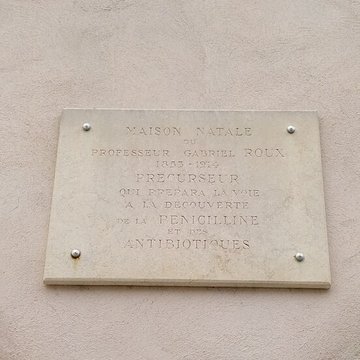 MAISON NATALE
DU
PROFESSEUR GABRIEL ROUX
1853-1914
PRECURSEUR
QUI PREPARA LA VOIE
A LA DECOUVERTE
DE LA PENICILLINE
ET DES
ANTIBIOTIQUES